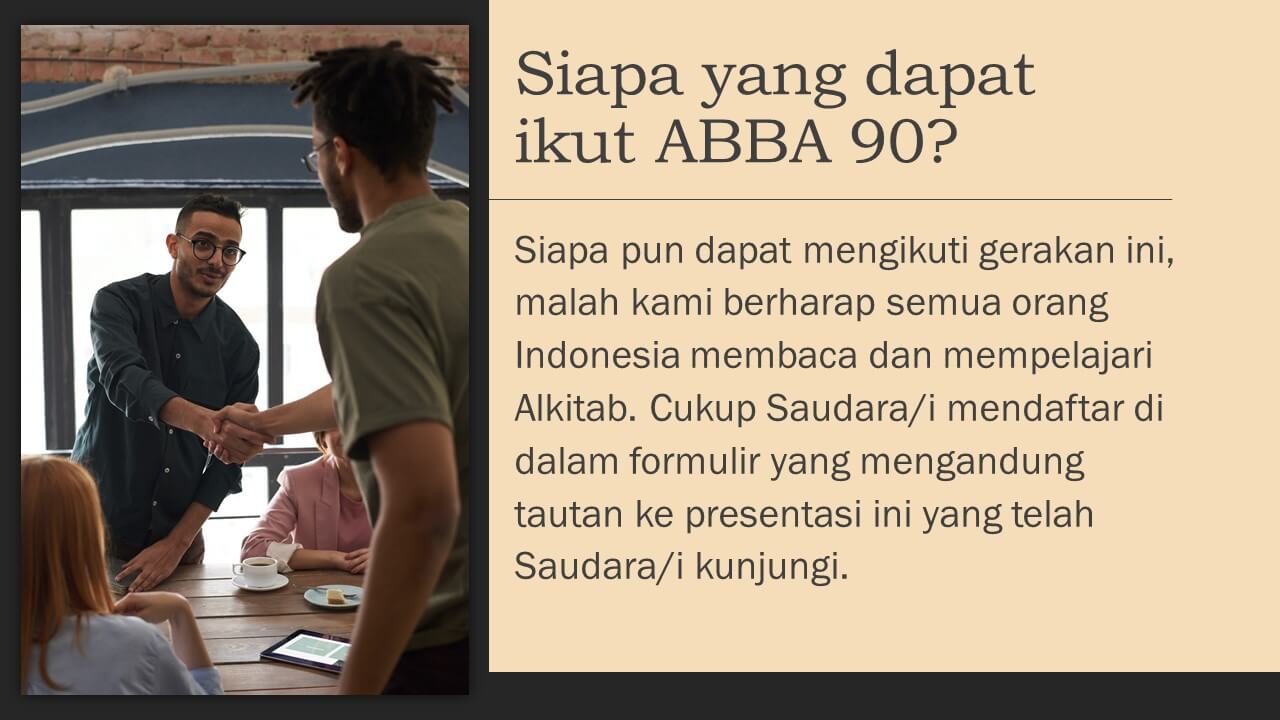 Siapa yang dapat
ikut ABBA 90?
Siapa pun dapat mengikuti gerakan ini,
malah kami berharap semua orang
Indonesia membaca dan mempelajari
Alkitab. Cukup Saudara/i mendaftar di
dalam formulir yang mengandung
tautan ke presentasi ini yang telah
Saudara/i kunjungi.